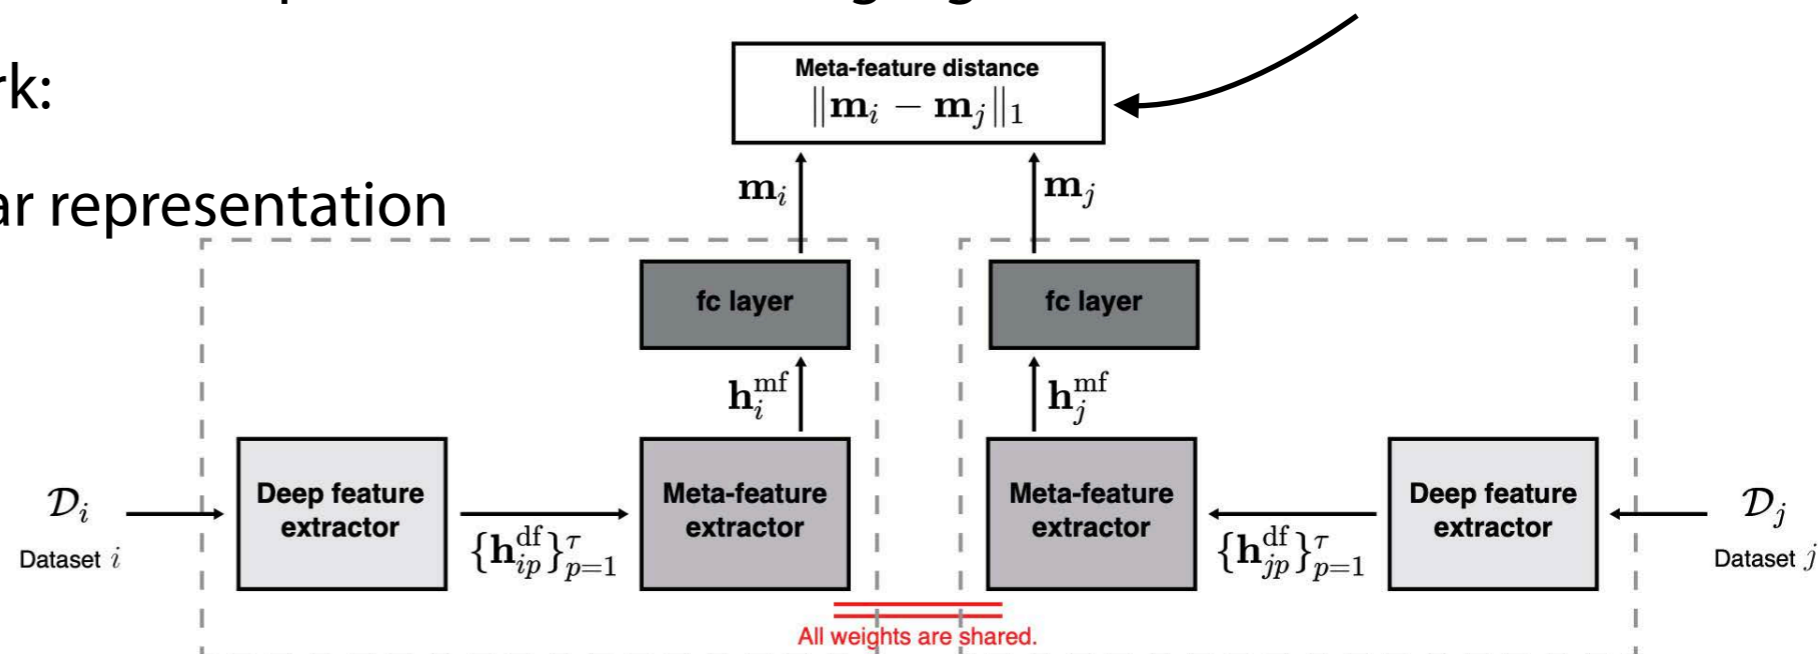 rk:
Meta-feature distance
‖m_i − m_j‖_1
ar representation
m_i
m_j
fc layer
fc layer
h_i^mf
h_j^mf
D_i
Dataset i
Deep feature
extractor
{h_ip^df}_{p=1}^τ
Meta-feature
extractor
Meta-feature
extractor
{h_jp^df}_{p=1}^τ
Deep feature
extractor
D_j
Dataset j
All weights are shared.